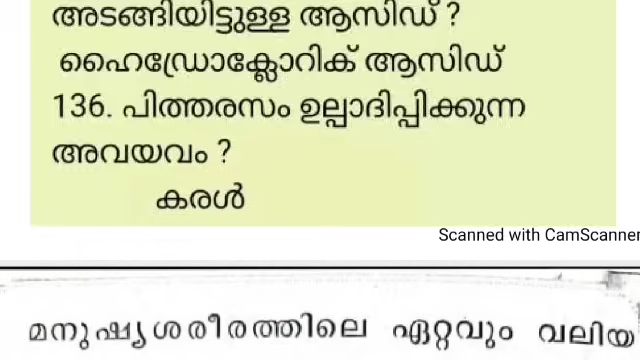 അടങ്ങിയിട്ടുള്ള ആസിഡ് ?
ഹൈഡ്രോക്ലോറിക് ആസിഡ്
136. പിത്തരസം ഉല്പാദിപ്പിക്കുന്ന
അവയവം ?
കരൾ
Scanned with CamScanner
മനുഷ്യശരീരത്തിലെ ഏറ്റവും വലിയ